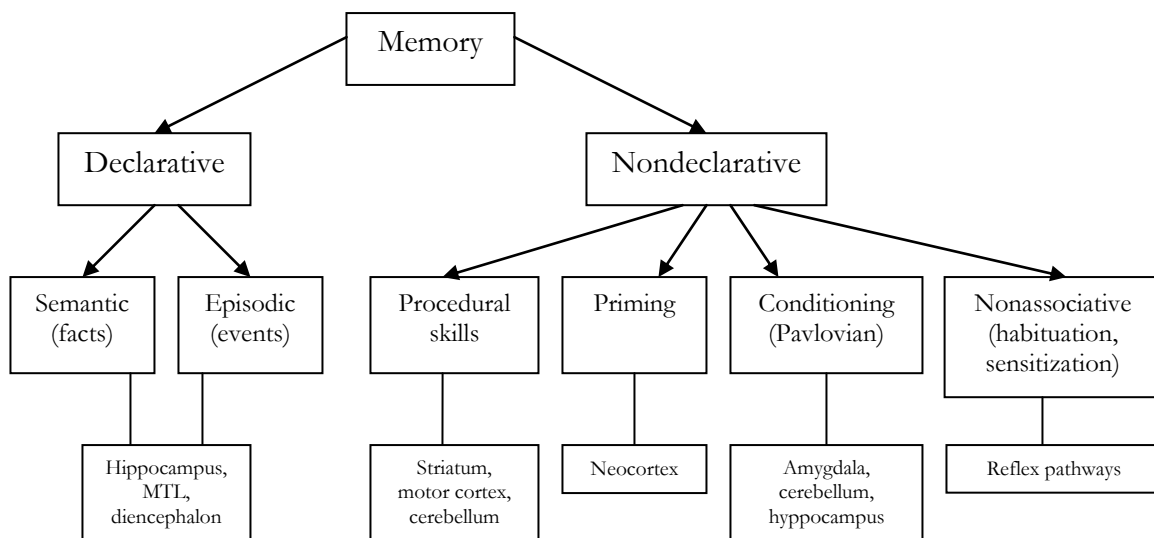 Memory
Declarative
Nondeclarative
Semantic
(facts)
Episodic
(events)
Procedural
skills
Priming
Conditioning
(Pavlovian)
Nonassociative
(habituation,
sensitization)
Hippocampus,
MTL,
diencephalon
Striatum,
motor cortex,
cerebellum
Neocortex
Amygdala,
cerebellum,
hyppocampus
Reflex pathways